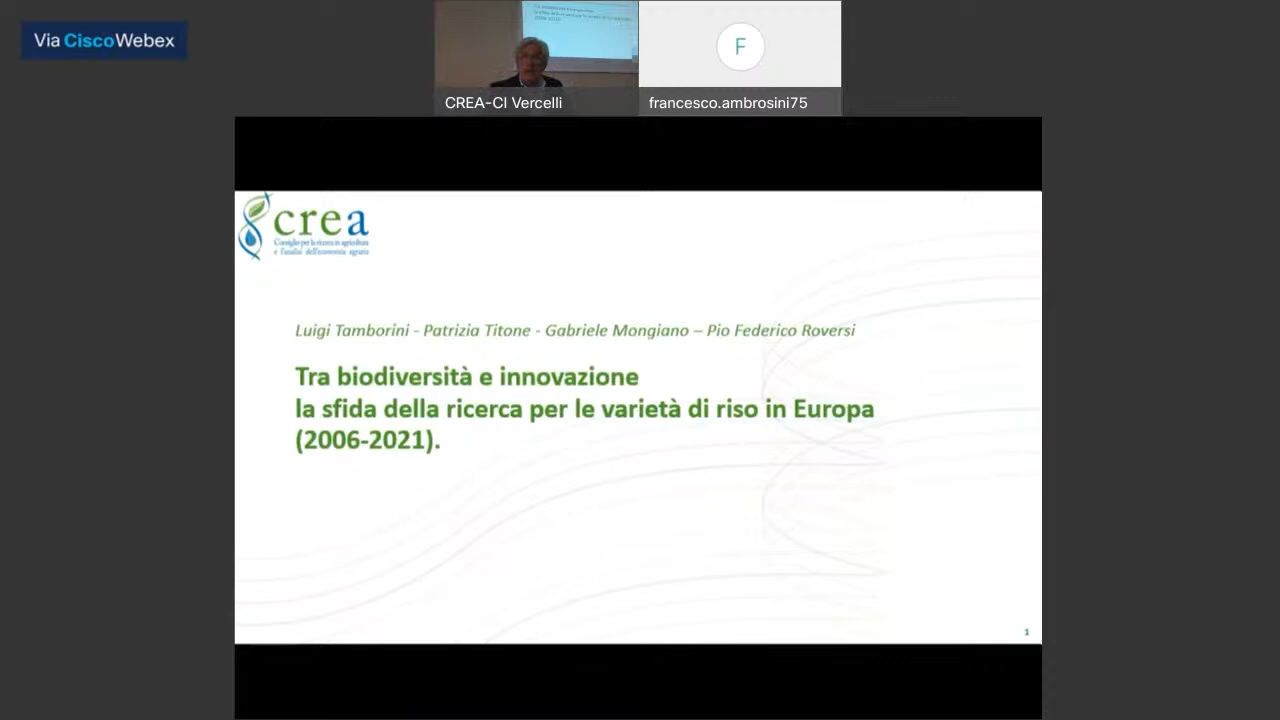 Via Cisco Webex
CREA-CI Vercelli
francesco.ambrosini75
F
crea
Consiglio per la ricerca in agricoltura
e l'analisi dell'economia agraria
Luigi Tamborini - Patrizia Titone - Gabriele Mongiano – Pio Federico Roversi
Tra biodiversità e innovazione
la sfida della ricerca per le varietà di riso in Europa
(2006-2021).
1